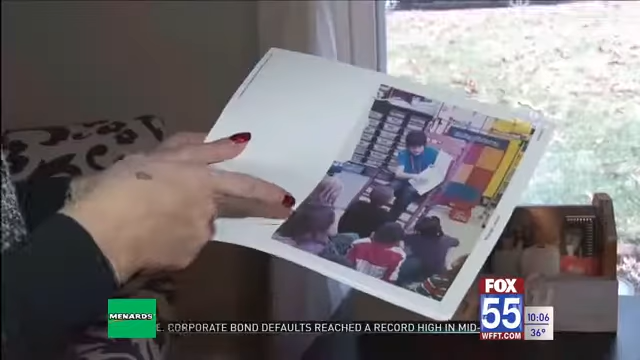 FOX
55
WFFT.COM
10:06
36°
MENARDS
E. CORPORATE BOND DEFAULTS REACHED A RECORD HIGH IN MID-